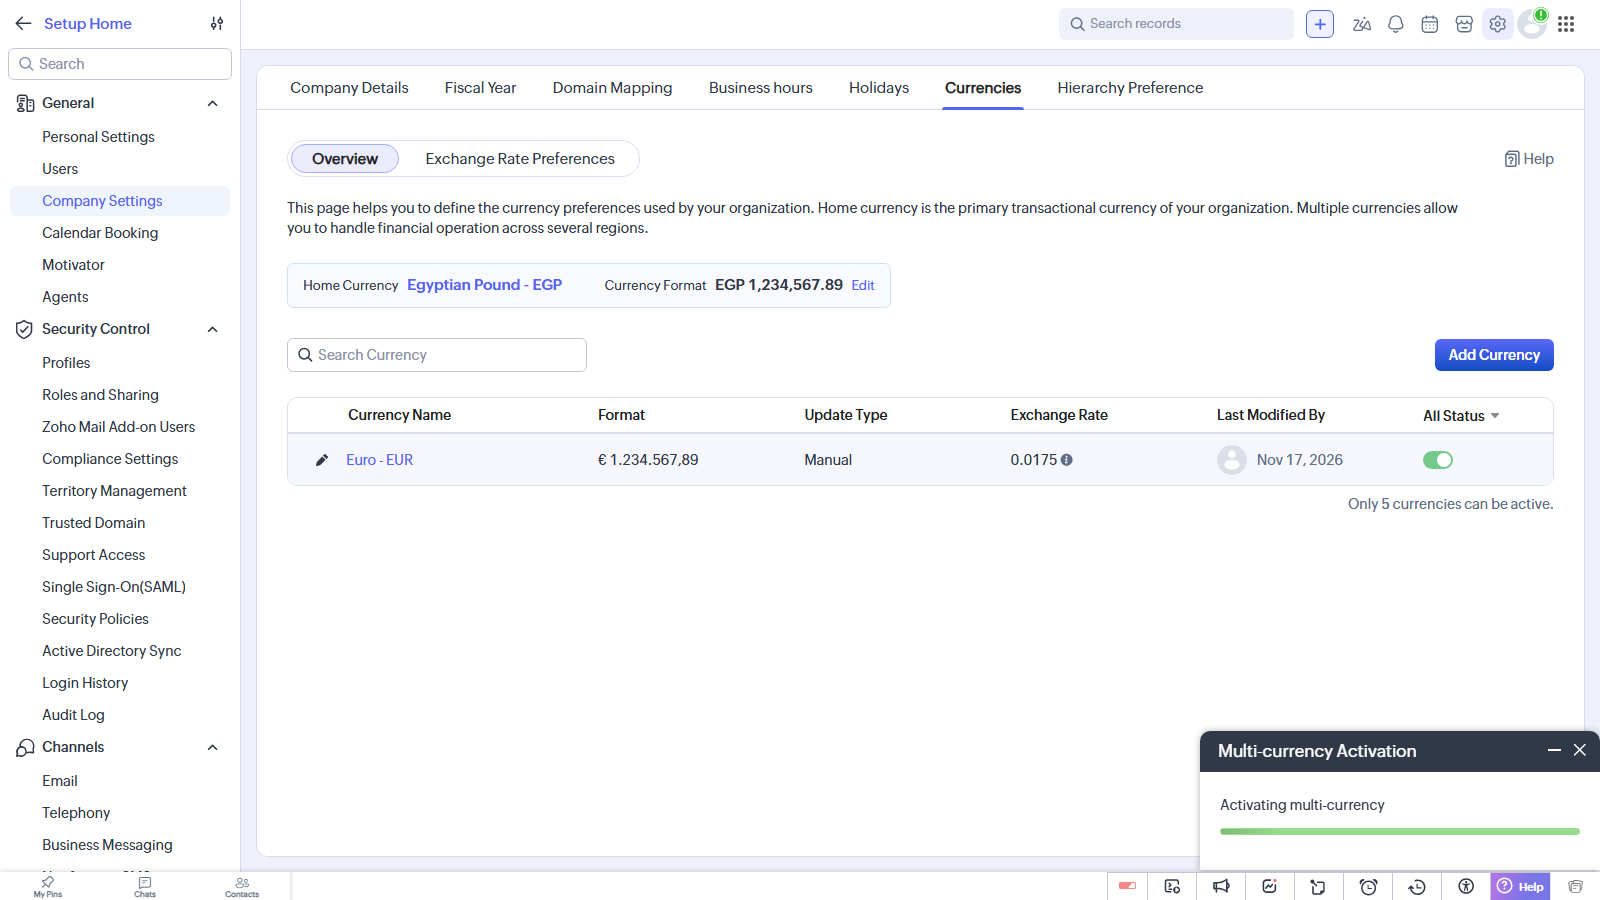 Setup Home
Search
General
Personal Settings
Users
Company Settings
Calendar Booking
Motivator
Agents
Security Control
Profiles
Roles and Sharing
Zoho Mail Add-on Users
Compliance Settings
Territory Management
Trusted Domain
Support Access
Single Sign-On(SAML)
Security Policies
Active Directory Sync
Login History
Audit Log
Channels
Email
Telephony
Business Messaging
My Pins
Chats
Contacts
Search records
Company Details
Fiscal Year
Domain Mapping
Business hours
Holidays
Currencies
Hierarchy Preference
Overview
Exchange Rate Preferences
Help
This page helps you to define the currency preferences used by your organization. Home currency is the primary transactional currency of your organization. Multiple currencies allow
you to handle financial operation across several regions.
Home Currency Egyptian Pound - EGP Currency Format EGP 1,234,567.89 Edit
Search Currency
Add Currency
Currency Name Format Update Type Exchange Rate Last Modified By All Status
Euro - EUR € 1.234.567,89 Manual 0.0175 Nov 17, 2026
Only 5 currencies can be active.
Multi-currency Activation
Activating multi-currency
Help